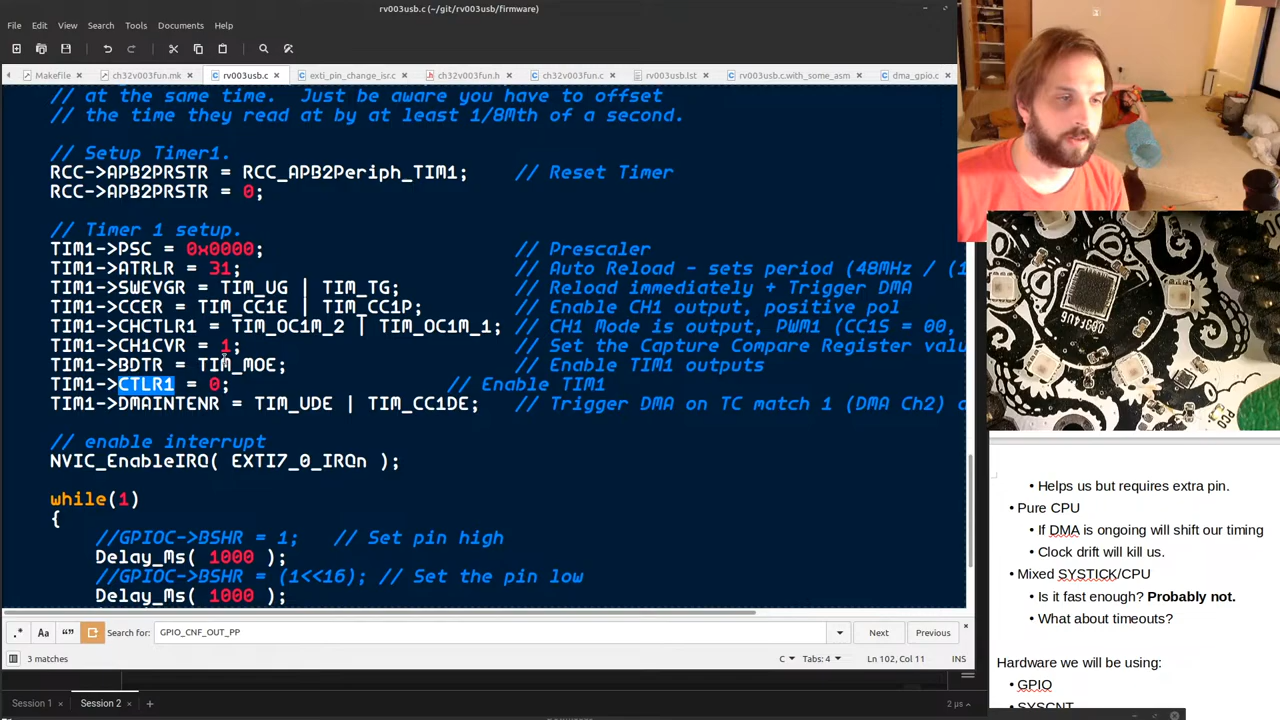 rv003usb.c (~/git/rv003usb/firmware)
File Edit View Search Tools Documents Help
Makefile ch32v003fun.mk rv003usb.c exti_pin_change_isr.c ch32v003fun.h ch32v003fun.c rv003usb.lst rv003usb.c.with_some_asm dma_gpio.c
// at the same time. Just be aware you have to offset
// the time they read at by at least 1/8Mth of a second.
// Setup Timer1.
RCC->APB2PRSTR = RCC_APB2Periph_TIM1; // Reset Timer
RCC->APB2PRSTR = 0;
// Timer 1 setup.
TIM1->PSC = 0x0000; // Prescaler
TIM1->ATRLR = 31; // Auto Reload - sets period (48MHz / (1
TIM1->SWEVGR = TIM_UG | TIM_TG; // Reload immediately + Trigger DMA
TIM1->CCER = TIM_CC1E | TIM_CC1P; // Enable CH1 output, positive pol
TIM1->CHCTLR1 = TIM_OC1M_2 | TIM_OC1M_1; // CH1 Mode is output, PWM1 (CC1S = 00,
TIM1->CH1CVR = 1; // Set the Capture Compare Register valu
TIM1->BDTR = TIM_MOE; // Enable TIM1 outputs
TIM1->CTLR1 = 0; // Enable TIM1
TIM1->DMAINTENR = TIM_UDE | TIM_CC1DE; // Trigger DMA on TC match 1 (DMA Ch2)
// enable interrupt
NVIC_EnableIRQ( EXTI7_0_IRQn );
while(1)
{
//GPIOC->BSHR = 1; // Set pin high
Delay_Ms( 1000 );
//GPIOC->BSHR = (1<<16); // Set the pin low
Delay_Ms( 1000 );
.* Aa “” Search for: GPIO_CNF_OUT_PP Next Previous
3 matches C Tabs: 4 Ln 102, Col 11 INS
Session 1 Session 2 2 µs
• Helps us but requires extra pin.
• Pure CPU
• If DMA is ongoing will shift our timing
• Clock drift will kill us.
• Mixed SYSTICK/CPU
• Is it fast enough? Probably not.
• What about timeouts?
Hardware we will be using:
• GPIO
• SYSCNT